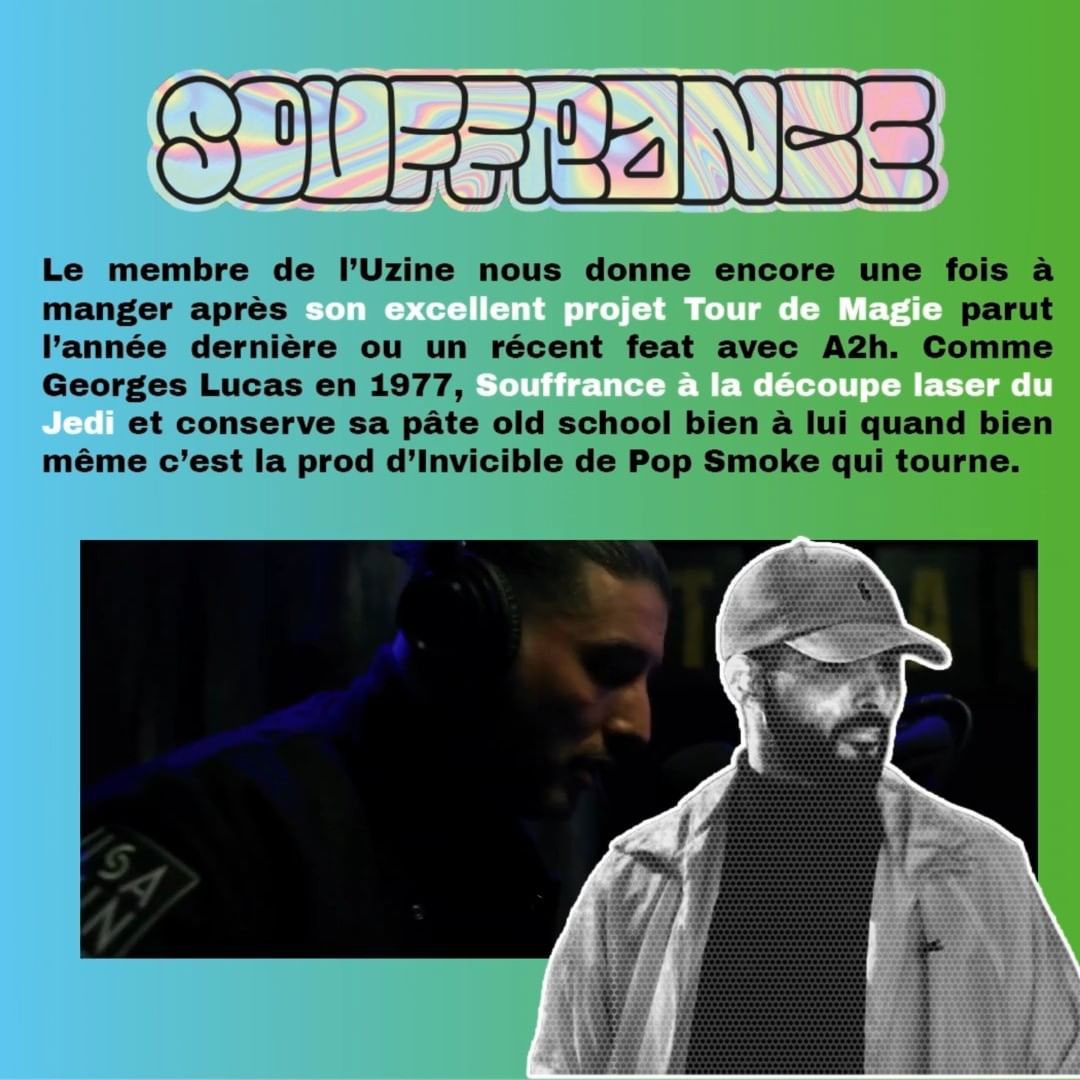 SOUFFRANCE
Le membre de l’Uzine nous donne encore une fois à
manger après son excellent projet Tour de Magie parut
l’année dernière ou un récent feat avec A2h. Comme
Georges Lucas en 1977, Souffrance à la découpe laser du
Jedi et conserve sa pâte old school bien à lui quand bien
même c’est la prod d’Invicible de Pop Smoke qui tourne.